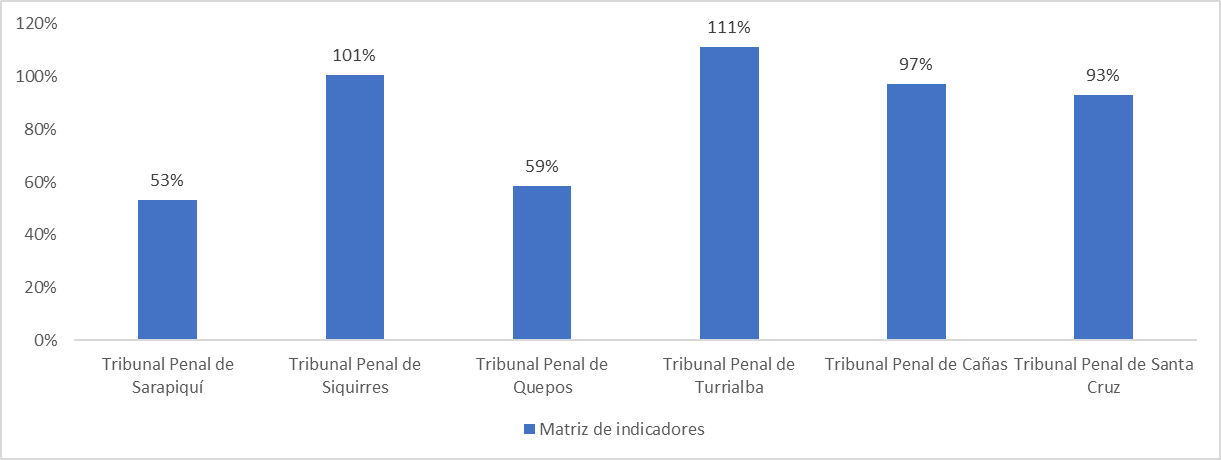 120%
100%
80%
60%
40%
20%
0%
53%
101%
59%
111%
97%
93%
Tribunal Penal de
Sarapiquí
Tribunal Penal de
Siquirres
Tribunal Penal de
Quepos
Tribunal Penal de
Turrialba
Tribunal Penal de Cañas
Tribunal Penal de Santa
Cruz
Matriz de indicadores